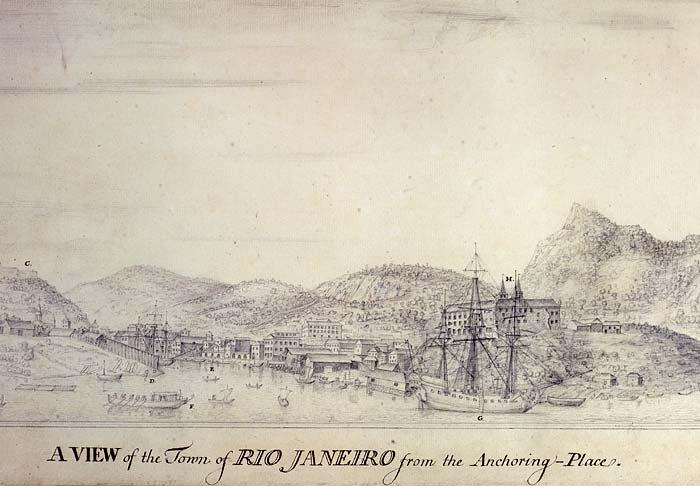 C.
H.
E
D
F
G
A VIEW of the Town of RIO JANEIRO from the Anchoring-Place.